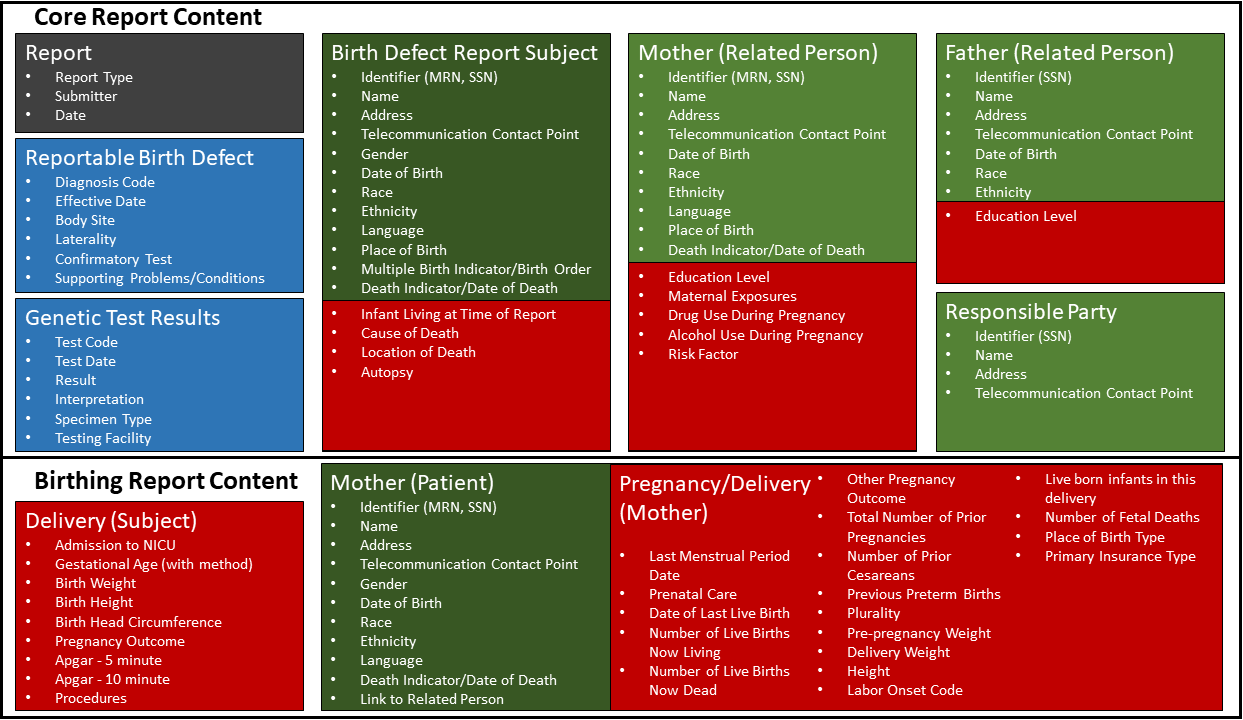 Core Report Content
Report
• Report Type
• Submitter
• Date
Reportable Birth Defect
• Diagnosis Code
• Effective Date
• Body Site
• Laterality
• Confirmatory Test
• Supporting Problems/Conditions
Genetic Test Results
• Test Code
• Test Date
• Result
• Interpretation
• Specimen Type
• Testing Facility
Birth Defect Report Subject
• Identifier (MRN, SSN)
• Name
• Address
• Telecommunication Contact Point
• Gender
• Date of Birth
• Race
• Ethnicity
• Language
• Place of Birth
• Multiple Birth Indicator/Birth Order
• Death Indicator/Date of Death
• Infant Living at Time of Report
• Cause of Death
• Location of Death
• Autopsy
Mother (Related Person)
• Identifier (MRN, SSN)
• Name
• Address
• Telecommunication Contact Point
• Date of Birth
• Race
• Ethnicity
• Language
• Place of Birth
• Death Indicator/Date of Death
• Education Level
• Maternal Exposures
• Drug Use During Pregnancy
• Alcohol Use During Pregnancy
• Risk Factor
Father (Related Person)
• Identifier (SSN)
• Name
• Address
• Telecommunication Contact Point
• Date of Birth
• Race
• Ethnicity
• Education Level
Responsible Party
• Identifier (SSN)
• Name
• Address
• Telecommunication Contact Point
Birthing Report Content
Delivery (Subject)
• Admission to NICU
• Gestational Age (with method)
• Birth Weight
• Birth Height
• Birth Head Circumference
• Pregnancy Outcome
• Apgar - 5 minute
• Apgar - 10 minute
• Procedures
Mother (Patient)
• Identifier (MRN, SSN)
• Name
• Address
• Telecommunication Contact Point
• Gender
• Date of Birth
• Race
• Ethnicity
• Language
• Death Indicator/Date of Death
• Link to Related Person
Pregnancy/Delivery
(Mother)
• Last Menstrual Period
Date
• Prenatal Care
• Date of Last Live Birth
• Number of Live Births
Now Living
• Number of Live Births
Now Dead
• Other Pregnancy
Outcome
• Total Number of Prior
Pregnancies
• Number of Prior
Cesareans
• Previous Preterm Births
• Plurality
• Pre-pregnancy Weight
• Delivery Weight
• Height
• Labor Onset Code
• Live born infants in this
delivery
• Number of Fetal Deaths
• Place of Birth Type
• Primary Insurance Type